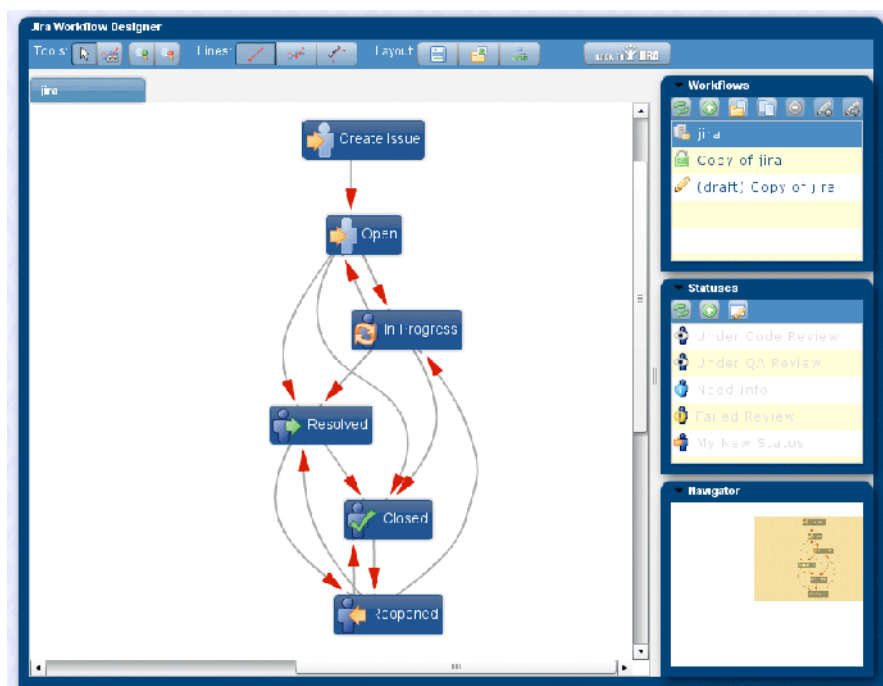 Jira Workflow Designer
Tools:
Lines:
Layout
jira
Create Issue
Open
In Progress
Resolved
Closed
Reopened
Workflows
jira
Copy of jira
(draft) Copy of jira
Statuses
Under Code Review
Under QA Review
Need Info
Failed Review
My New Status
Navigator